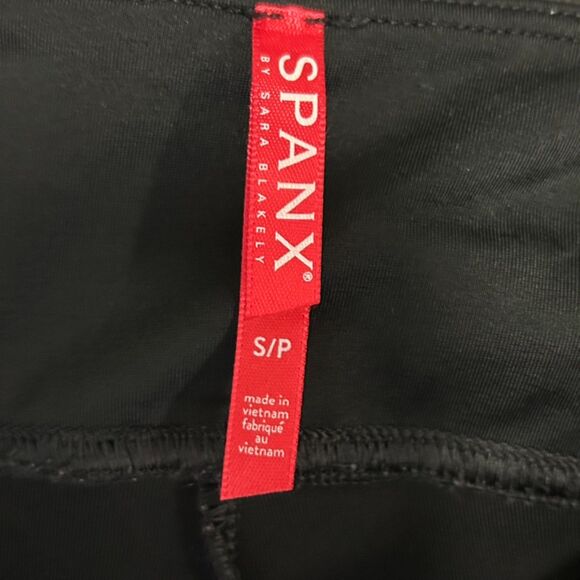 SPANX®
BY SARA BLAKELY
S/P
made in
vietnam
fabriqué
au
vietnam